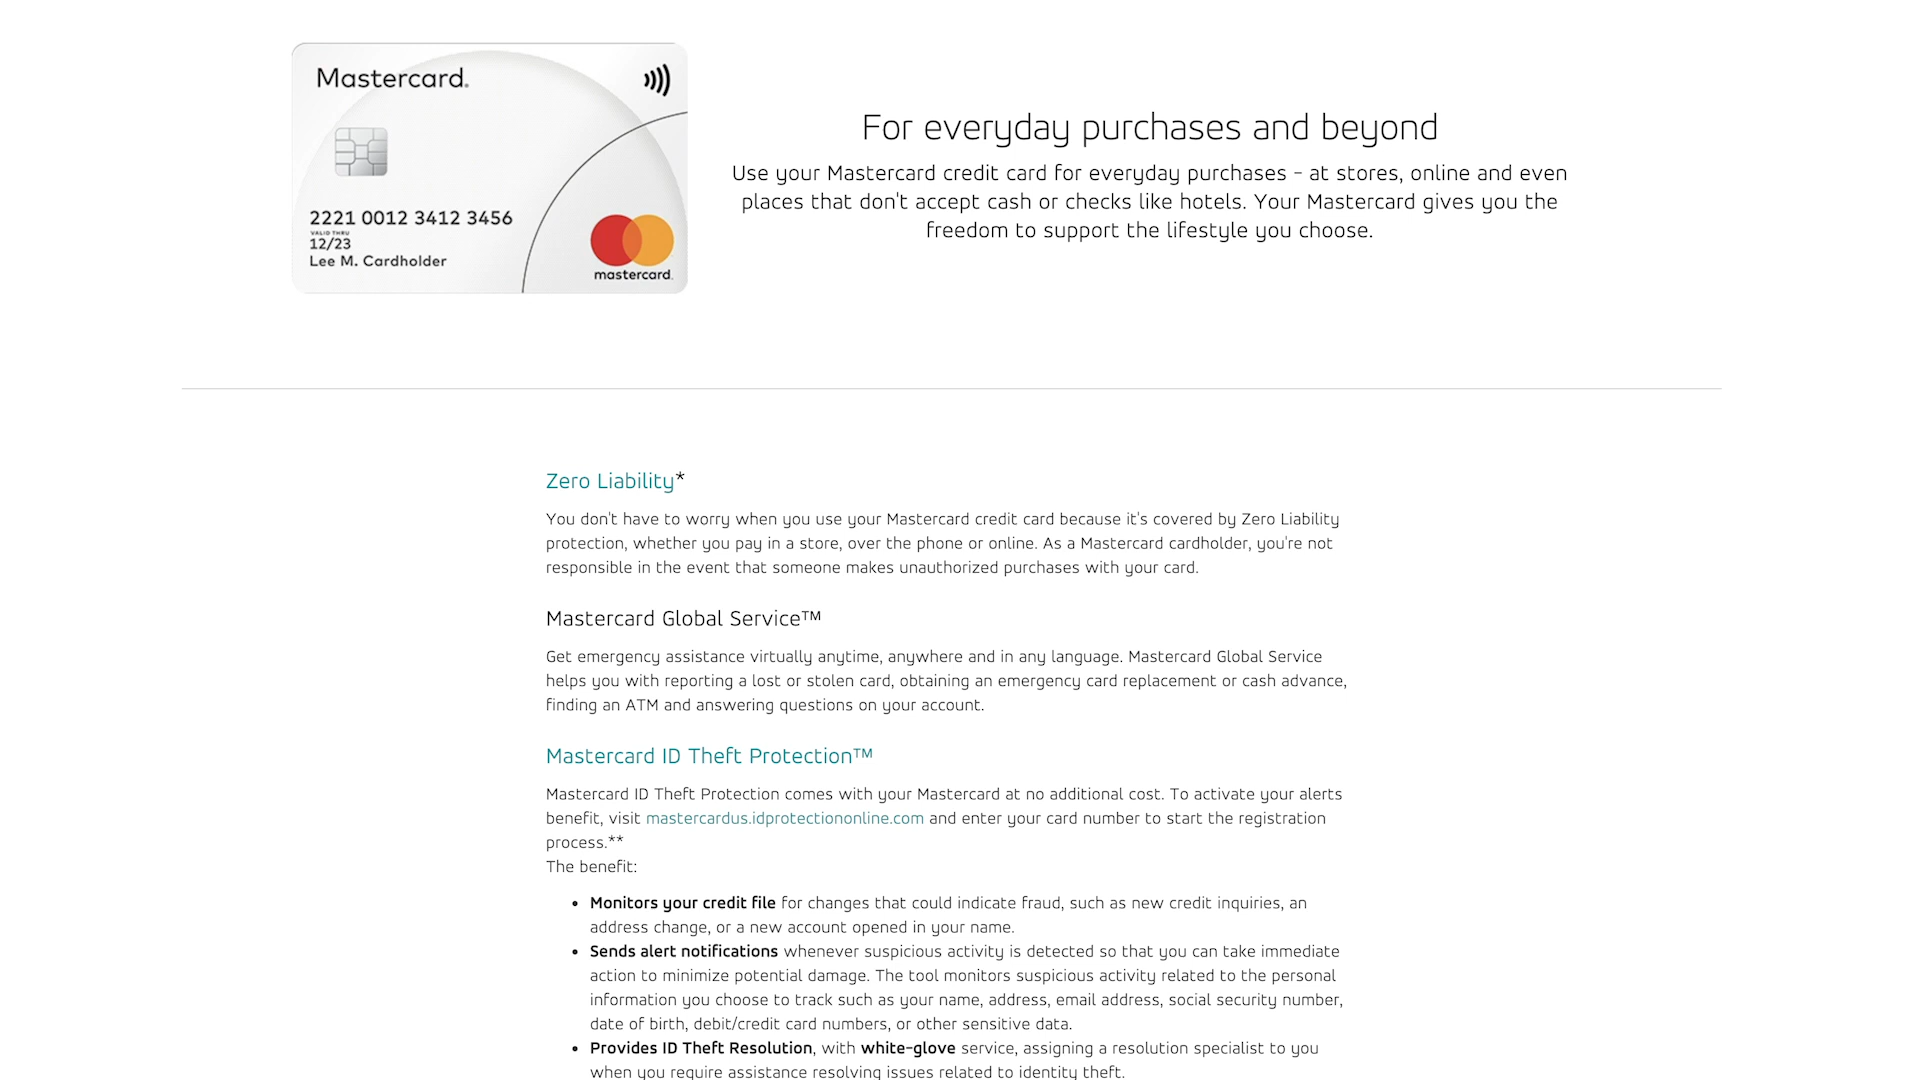 Mastercard.
2221 0012 3412 3456
VALID THRU
12/23
Lee M. Cardholder
mastercard.
For everyday purchases and beyond
Use your Mastercard credit card for everyday purchases - at stores, online and even
places that don't accept cash or checks like hotels. Your Mastercard gives you the
freedom to support the lifestyle you choose.
Zero Liability*
You don't have to worry when you use your Mastercard credit card because it's covered by Zero Liability
protection, whether you pay in a store, over the phone or online. As a Mastercard cardholder, you're not
responsible in the event that someone makes unauthorized purchases with your card.
Mastercard Global Service™
Get emergency assistance virtually anytime, anywhere and in any language. Mastercard Global Service
helps you with reporting a lost or stolen card, obtaining an emergency card replacement or cash advance,
finding an ATM and answering questions on your account.
Mastercard ID Theft Protection™
Mastercard ID Theft Protection comes with your Mastercard at no additional cost. To activate your alerts
benefit, visit mastercardus.idprotectiononline.com and enter your card number to start the registration
process.**
The benefit:
• Monitors your credit file for changes that could indicate fraud, such as new credit inquiries, an
address change, or a new account opened in your name.
• Sends alert notifications whenever suspicious activity is detected so that you can take immediate
action to minimize potential damage. The tool monitors suspicious activity related to the personal
information you choose to track such as your name, address, email address, social security number,
date of birth, debit/credit card numbers, or other sensitive data.
• Provides ID Theft Resolution, with white-glove service, assigning a resolution specialist to you
when you require assistance resolving issues related to identity theft.